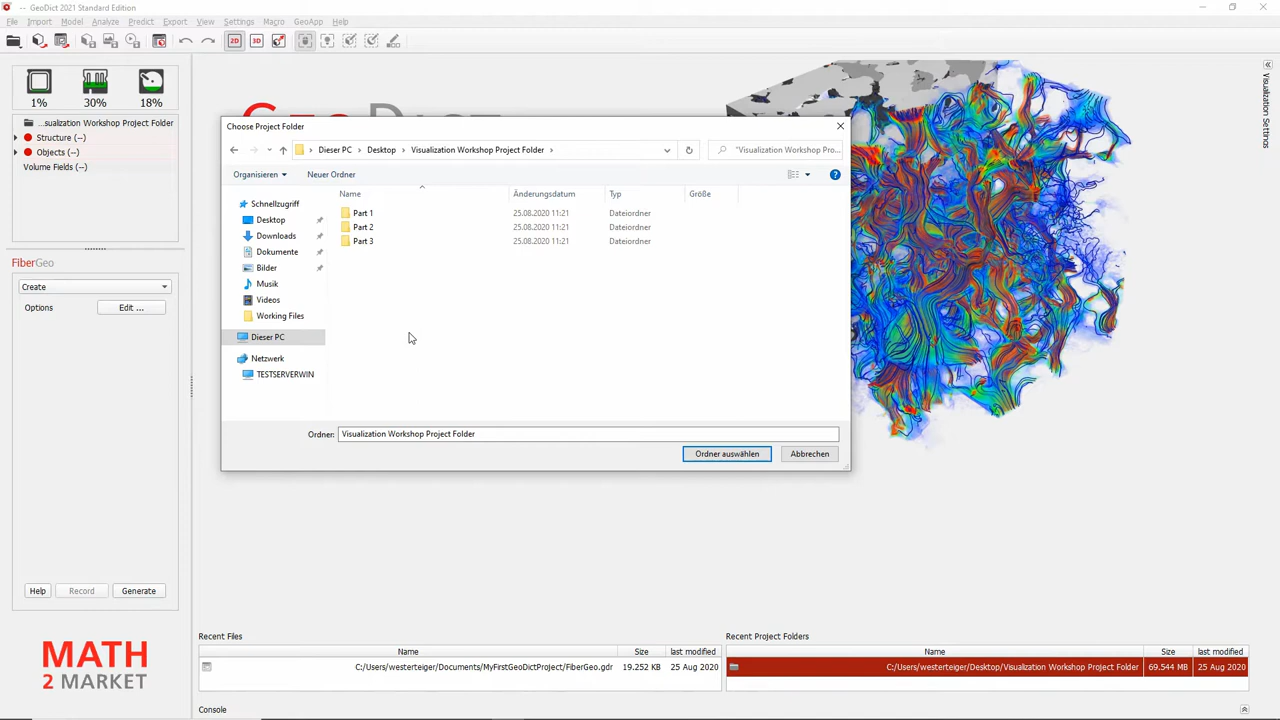 -- GeoDict 2021 Standard Edition
File Import Model Analyze Predict Export View Settings Macro GeoApp Help
2D 3D
1% 30% 18%
...sualization Workshop Project Folder
Structure (--)
Objects (--)
Volume Fields (--)
FiberGeo
Create
Options Edit ...
Help Record Generate
MATH
2 MARKET
GeoDict
Choose Project Folder
Dieser PC > Desktop > Visualization Workshop Project Folder >
"Visualization Workshop Pro...
Organisieren Neuer Ordner
Name Änderungsdatum Typ Größe
Schnellzugriff
Desktop
Downloads
Dokumente
Bilder
Musik
Videos
Working Files
Dieser PC
Netzwerk
TESTSERVERWIN
Part 1 25.08.2020 11:21 Dateiordner
Part 2 25.08.2020 11:21 Dateiordner
Part 3 25.08.2020 11:21 Dateiordner
Ordner: Visualization Workshop Project Folder
Ordner auswählen Abbrechen
Visualization Settings
Recent Files
Name Size last modified
C:/Users/westerteiger/Documents/MyFirstGeoDictProject/FiberGeo.gdr 19.252 KB 25 Aug 2020
Recent Project Folders
Name Size last modified
C:/Users/westerteiger/Desktop/Visualization Workshop Project Folder 69.544 MB 25 Aug 2020
Console